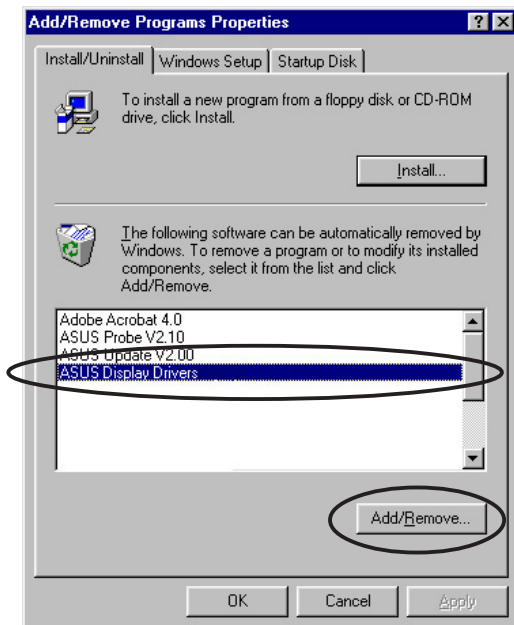 Add/Remove Programs Properties
Install/Uninstall Windows Setup Startup Disk
To install a new program from a floppy disk or CD-ROM
drive, click Install.
Install...
The following software can be automatically removed by
Windows. To remove a program or to modify its installed
components, select it from the list and click
Add/Remove.
Adobe Acrobat 4.0
ASUS Probe V2.10
ASUS Update V2.00
ASUS Display Drivers
Add/Remove...
OK Cancel Apply